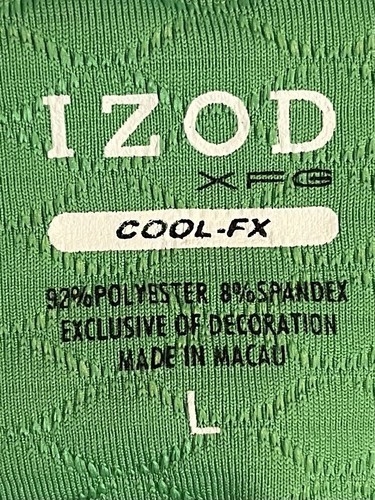 IZOD
XFG
COOL-FX
92%POLYESTER 8%SPANDEX
EXCLUSIVE OF DECORATION
MADE IN MACAU
L